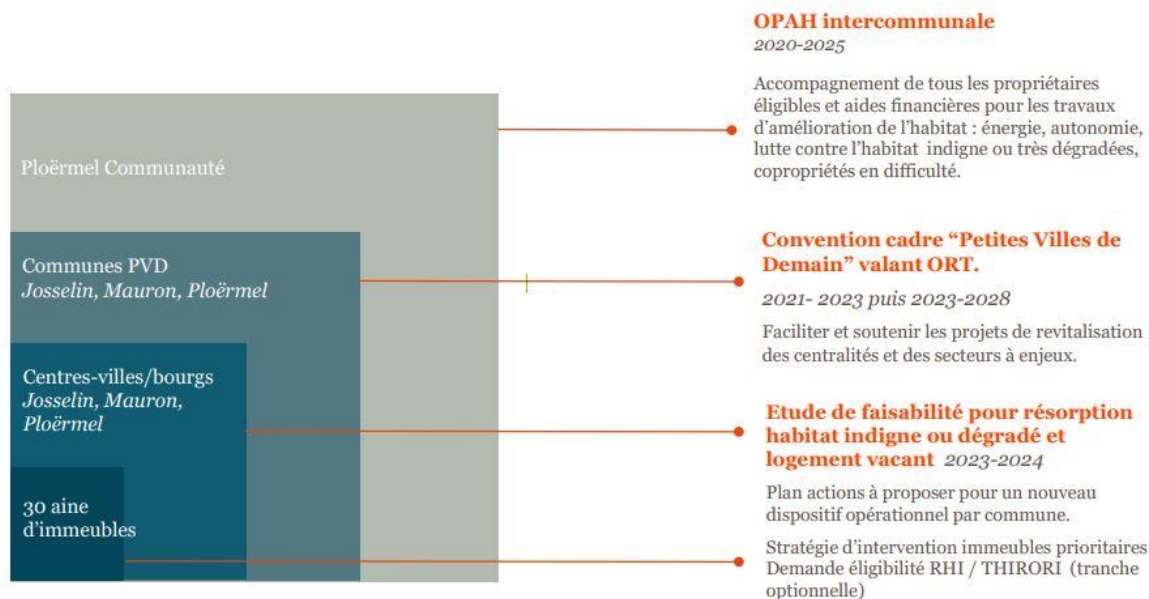 OPAH intercommunale
2020-2025
Accompagnement de tous les propriétaires
éligibles et aides financières pour les travaux
d'amélioration de l'habitat : énergie, autonomie,
lutte contre l'habitat indigne ou très dégradées,
copropriétés en difficulté.
Ploërmel Communauté
Communes PVD
Josselin, Mauron, Ploërmel
Convention cadre “Petites Villes de
Demain” valant ORT.
2021- 2023 puis 2023-2028
Faciliter et soutenir les projets de revitalisation
des centralités et des secteurs à enjeux.
Centres-villes/bourgs
Josselin, Mauron,
Ploërmel
Etude de faisabilité pour résorption
habitat indigne ou dégradé et
logement vacant 2023-2024
Plan actions à proposer pour un nouveau
dispositif opérationnel par commune.
30 aine
d'immeubles
Stratégie d'intervention immeubles prioritaires
Demande éligibilité RHI / THIRORI (tranche
optionnelle)